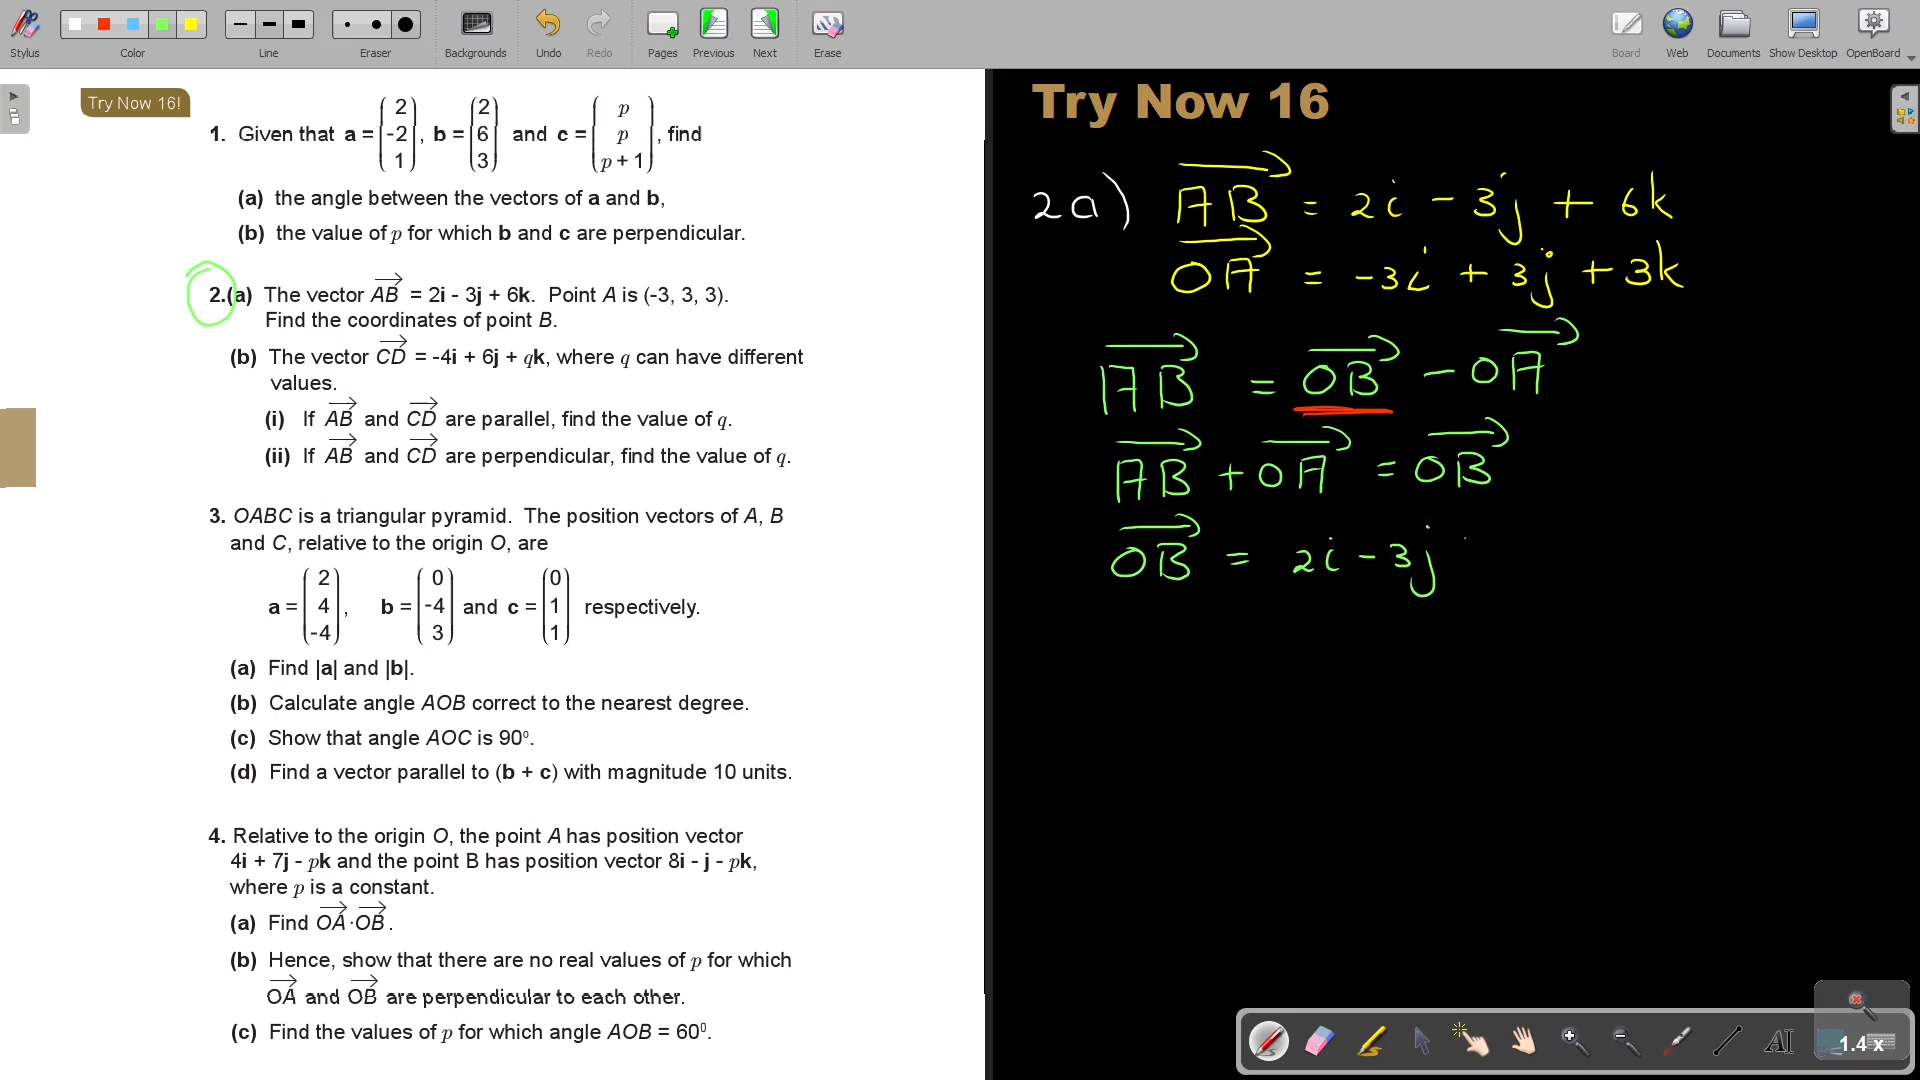 Stylus Color Line Eraser Backgrounds Undo Redo Pages Previous Next Erase Board Web Documents Show Desktop OpenBoard
Try Now 16!
1. Given that a = (2 -2 1), b = (2 6 3) and c = (p p p + 1), find
(a) the angle between the vectors of a and b,
(b) the value of p for which b and c are perpendicular.
2.(a) The vector AB = 2i - 3j + 6k. Point A is (-3, 3, 3).
Find the coordinates of point B.
(b) The vector CD = -4i + 6j + qk, where q can have different
values.
(i) If AB and CD are parallel, find the value of q.
(ii) If AB and CD are perpendicular, find the value of q.
3. OABC is a triangular pyramid. The position vectors of A, B
and C, relative to the origin O, are
a = (2 4 -4), b = (0 -4 3) and c = (0 1 1) respectively.
(a) Find |a| and |b|.
(b) Calculate angle AOB correct to the nearest degree.
(c) Show that angle AOC is 90⁰.
(d) Find a vector parallel to (b + c) with magnitude 10 units.
4. Relative to the origin O, the point A has position vector
4i + 7j - pk and the point B has position vector 8i - j - pk,
where p is a constant.
(a) Find OA·OB.
(b) Hence, show that there are no real values of p for which
OA and OB are perpendicular to each other.
(c) Find the values of p for which angle AOB = 60⁰.
Try Now 16
2a) AB = 2i - 3j + 6k
OA = -3i + 3j + 3k
AB = OB - OA
AB + OA = OB
OB = 2i - 3j
AI
1.4 x